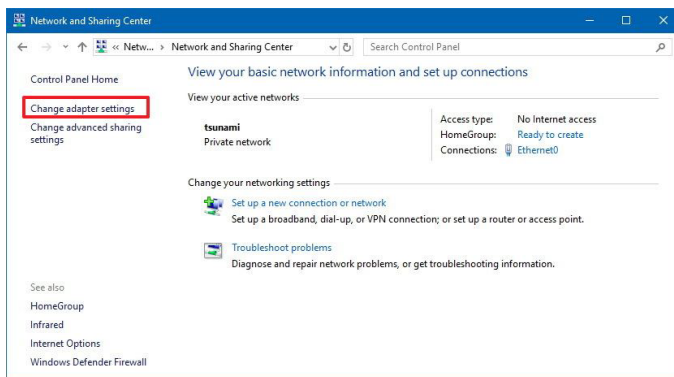 Network and Sharing Center
« Netw... › Network and Sharing Center
Search Control Panel
Control Panel Home
Change adapter settings
Change advanced sharing
settings
See also
HomeGroup
Infrared
Internet Options
Windows Defender Firewall
View your basic network information and set up connections
View your active networks
tsunami
Private network
Access type: No Internet access
HomeGroup: Ready to create
Connections: Ethernet0
Change your networking settings
Set up a new connection or network
Set up a broadband, dial-up, or VPN connection; or set up a router or access point.
Troubleshoot problems
Diagnose and repair network problems, or get troubleshooting information.